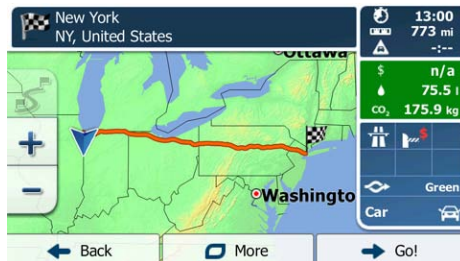 New York
NY, United States
13:00
773 mi
-:--
$ n/a
75.5 l
CO₂ 175.9 kg
$
Green
Car
Ottawa
Washingto
+
−
Back
More
Go!